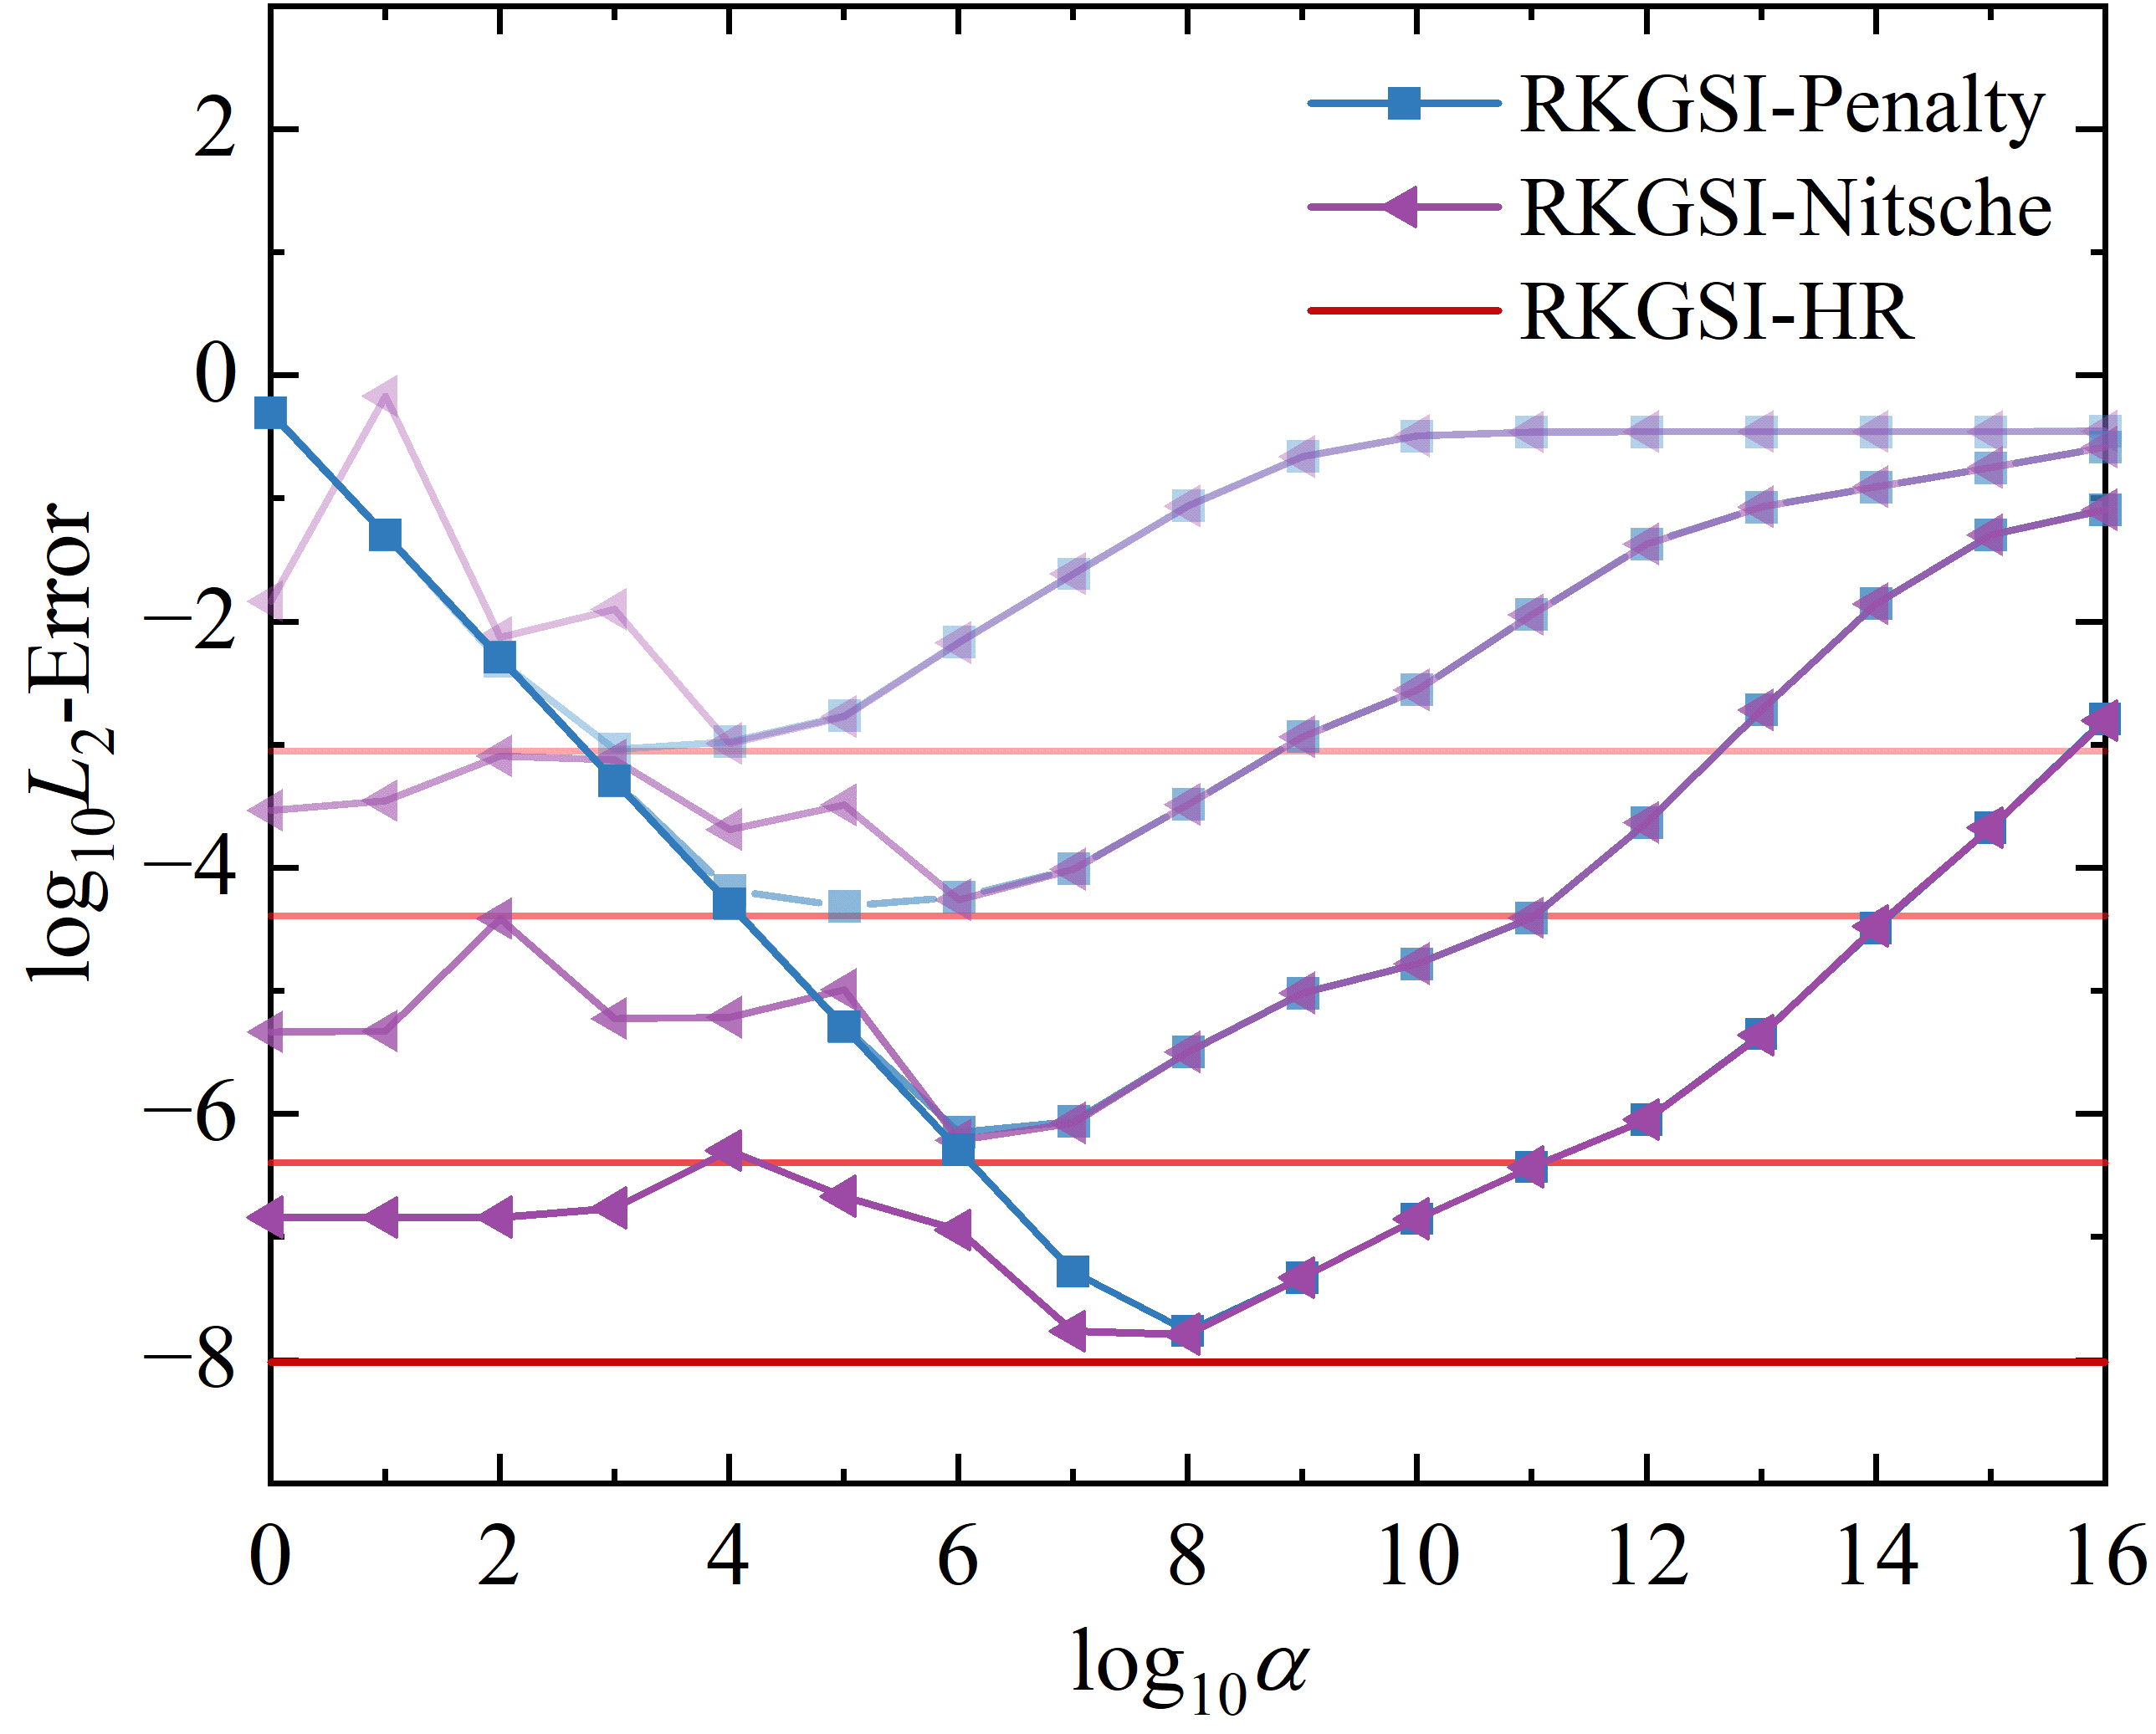 RKGSI-Penalty
RKGSI-Nitsche
RKGSI-HR
2
0
−2
−4
−6
−8
log₁₀L₂-Error
0 2 4 6 8 10 12 14 16
log₁₀α